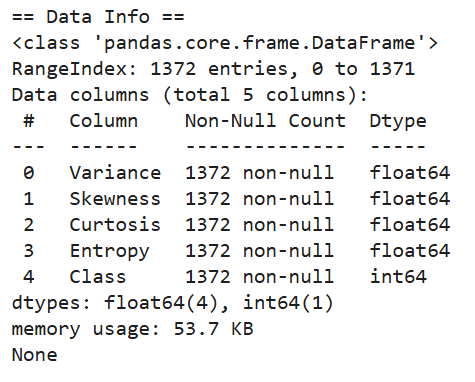 == Data Info ==
<class 'pandas.core.frame.DataFrame'>
RangeIndex: 1372 entries, 0 to 1371
Data columns (total 5 columns):
 #   Column    Non-Null Count  Dtype
---  ------    --------------  -----
 0   Variance  1372 non-null   float64
 1   Skewness  1372 non-null   float64
 2   Curtosis  1372 non-null   float64
 3   Entropy   1372 non-null   float64
 4   Class     1372 non-null   int64
dtypes: float64(4), int64(1)
memory usage: 53.7 KB
None